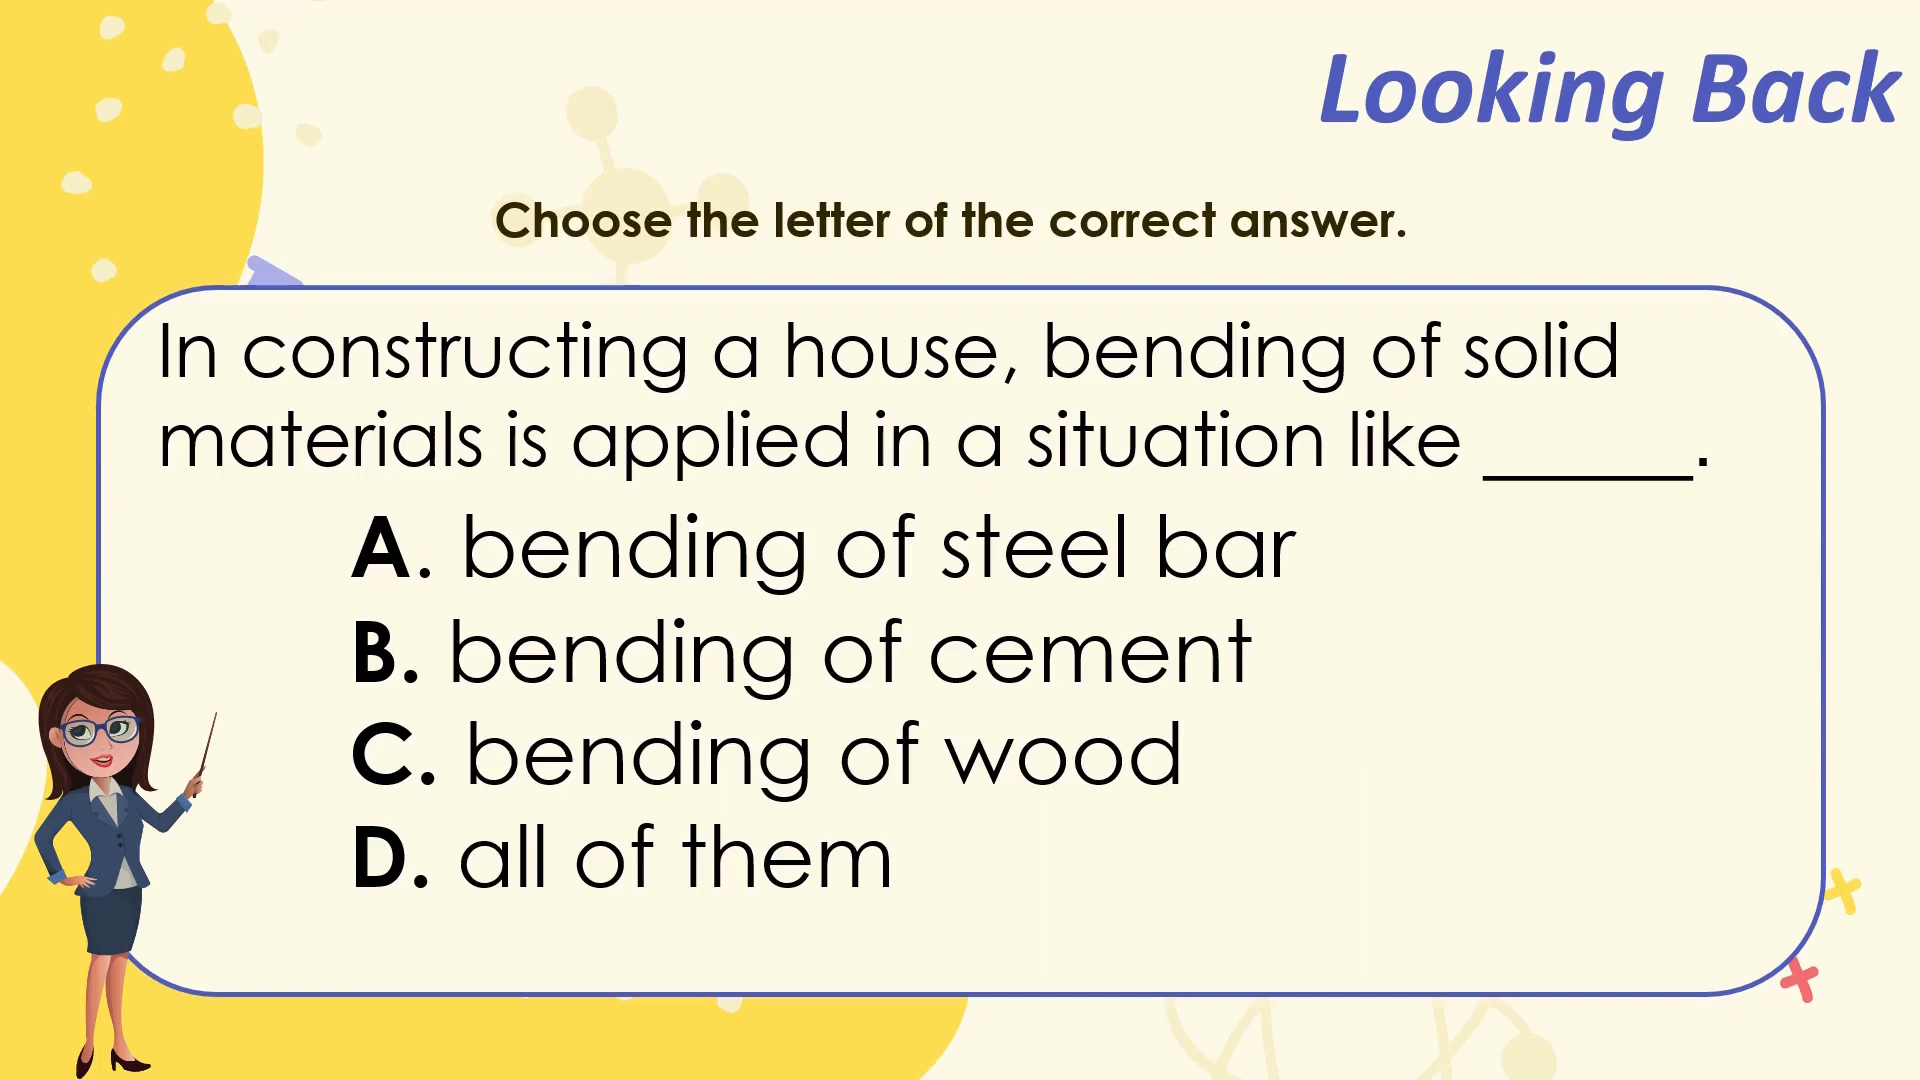 Looking Back
Choose the letter of the correct answer.
In constructing a house, bending of solid
materials is applied in a situation like ______.
A. bending of steel bar
B. bending of cement
C. bending of wood
D. all of them